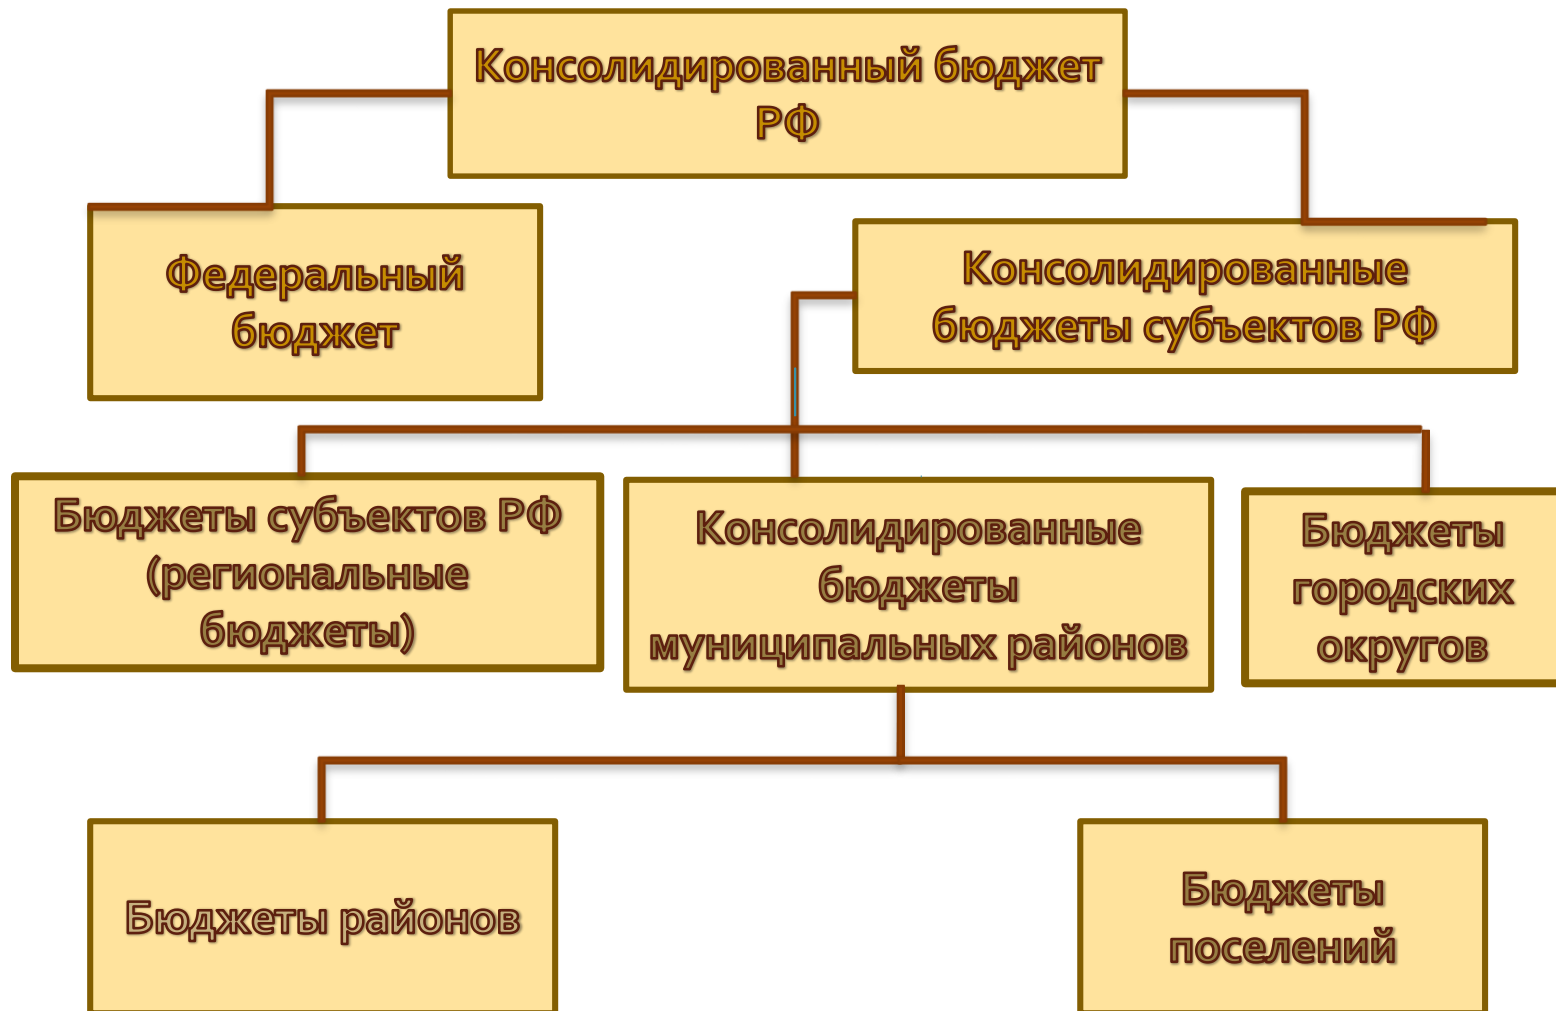 Консолидированный бюджет
РФ
Федеральный
бюджет
Консолидированные
бюджеты субъектов РФ
Бюджеты субъектов РФ
(региональные
бюджеты)
Консолидированные
бюджеты
муниципальных районов
Бюджеты
городских
округов
Бюджеты районов
Бюджеты
поселений